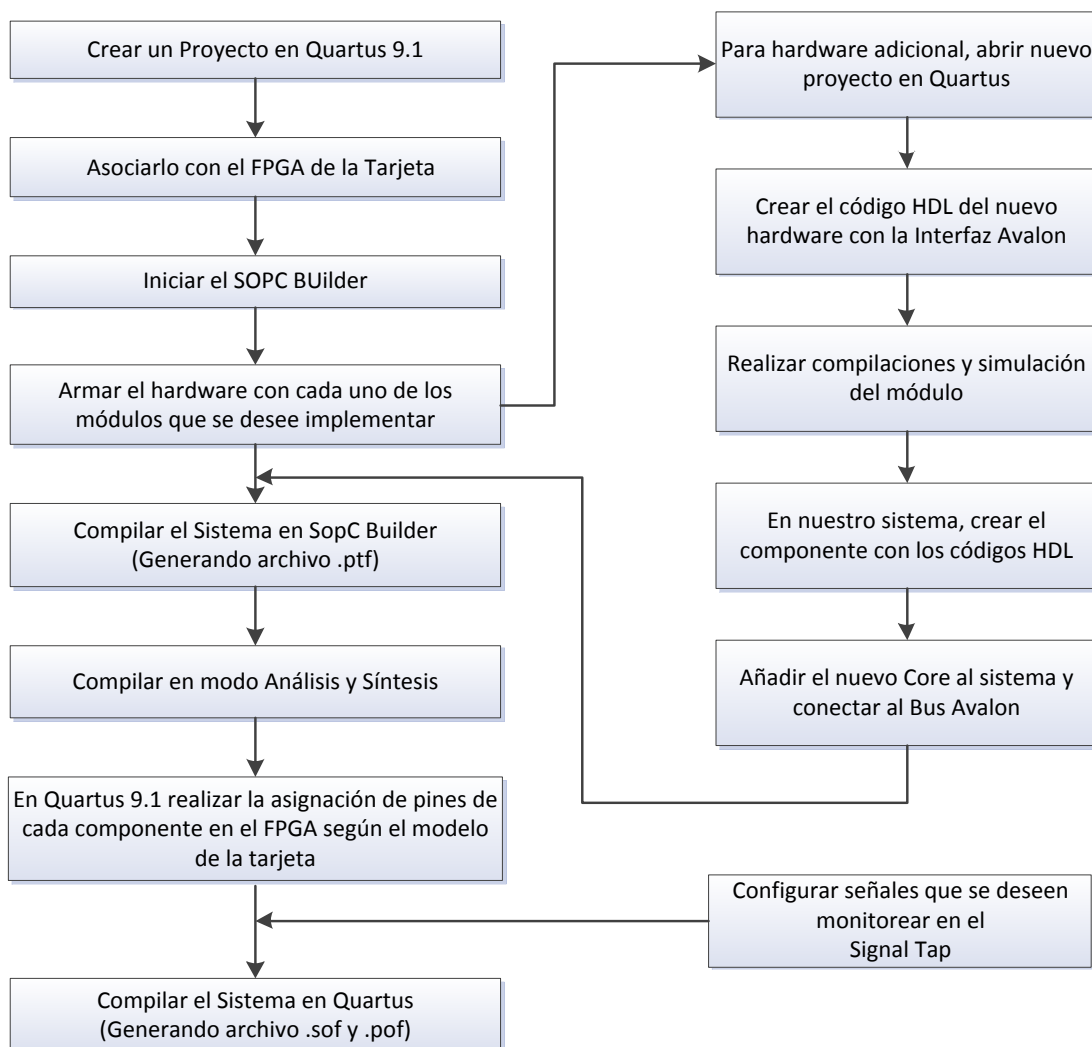 Crear un Proyecto en Quartus 9.1
Asociarlo con el FPGA de la Tarjeta
Iniciar el SOPC BUilder
Armar el hardware con cada uno de los
módulos que se desee implementar
Compilar el Sistema en SopC Builder
(Generando archivo .ptf)
Compilar en modo Análisis y Síntesis
En Quartus 9.1 realizar la asignación de pines de
cada componente en el FPGA según el modelo
de la tarjeta
Compilar el Sistema en Quartus
(Generando archivo .sof y .pof)
Para hardware adicional, abrir nuevo
proyecto en Quartus
Crear el código HDL del nuevo
hardware con la Interfaz Avalon
Realizar compilaciones y simulación
del módulo
En nuestro sistema, crear el
componente con los códigos HDL
Añadir el nuevo Core al sistema y
conectar al Bus Avalon
Configurar señales que se deseen
monitorear en el
Signal Tap